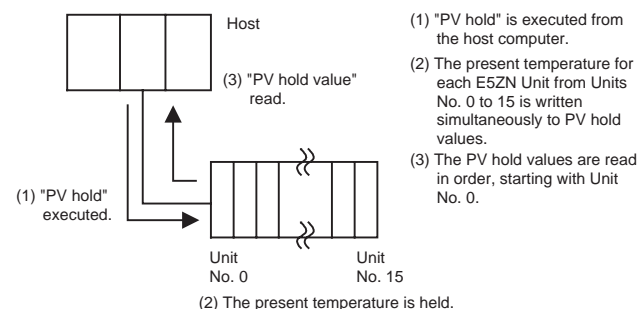 Host
(3) "PV hold value"
read.
(1) "PV hold"
executed.
Unit
No. 0
Unit
No. 15
(2) The present temperature is held.
(1) "PV hold" is executed from
the host computer.
(2) The present temperature for
each E5ZN Unit from Units
No. 0 to 15 is written
simultaneously to PV hold
values.
(3) The PV hold values are read
in order, starting with Unit
No. 0.